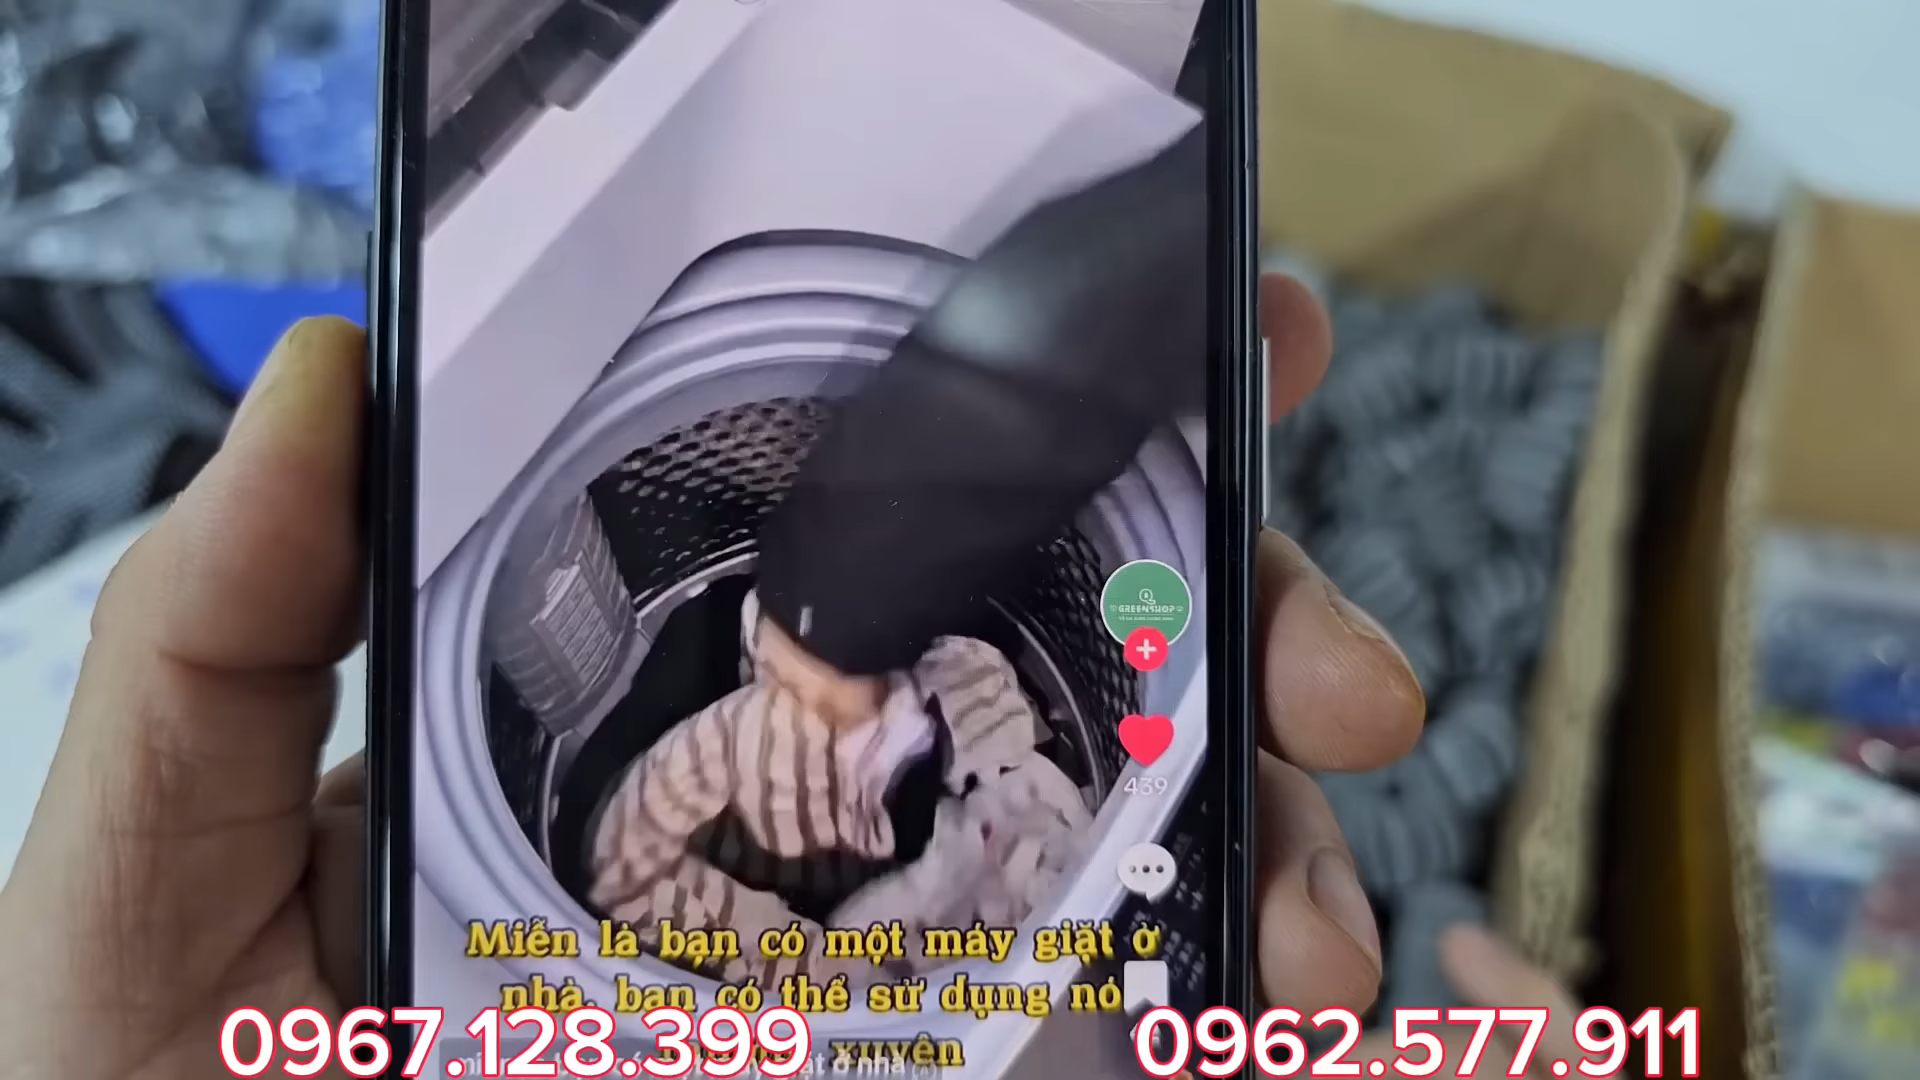 GREENSHOP
439
Miễn là bạn có một máy giặt ở
nhà, bạn có thể sử dụng nó
xuyên
0967.128.399
0962.577.911